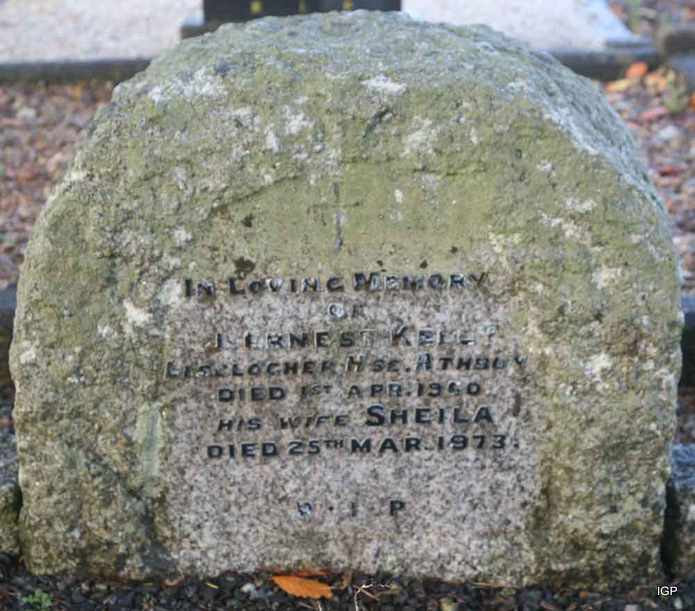 IN LOVING MEMORY
OF
ERNEST KELLY
LISCLOGHER HSE. ATHBOY
DIED 1ST APR. 1960
HIS WIFE SHEILA
DIED 25TH MAR. 1973.
R.I.P
IGP